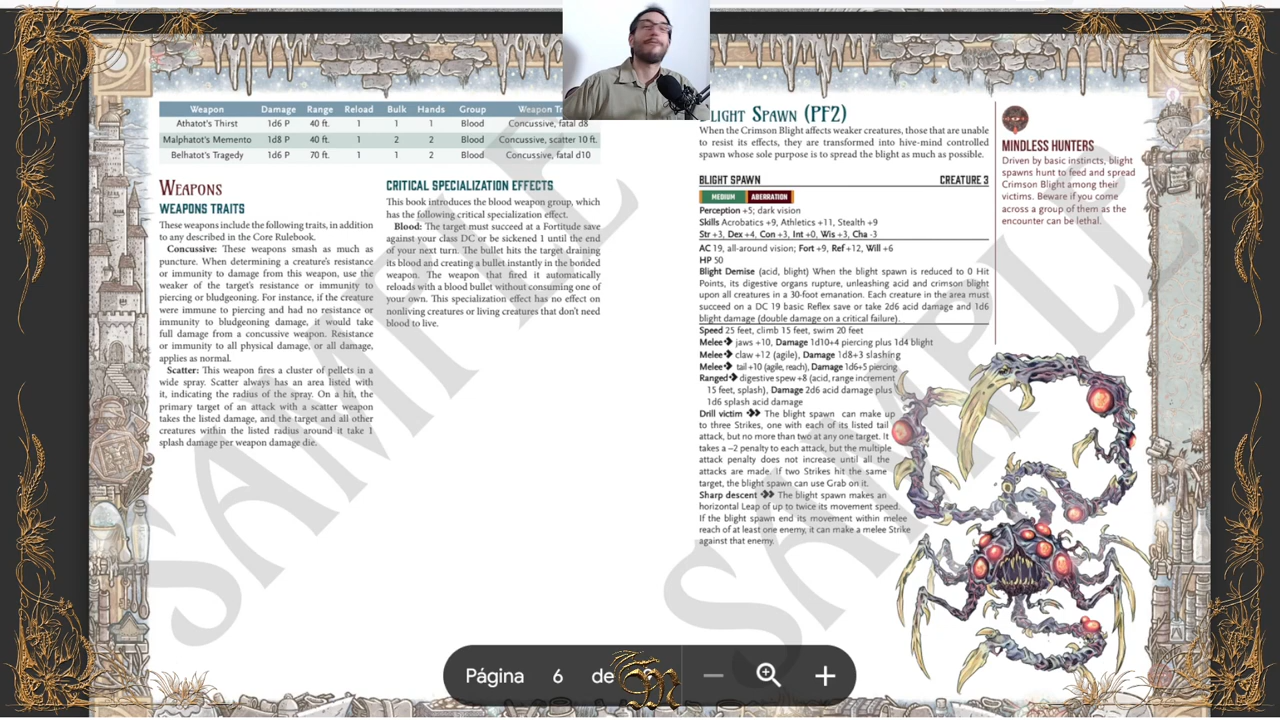 Weapon Damage Range Reload Bulk Hands Group Weapon
Athatot's Thirst 1d6 P 40 ft. 1 1 1 Blood Concussive, fatal d8
Malphatot's Memento 1d8 P 40 ft. 1 2 2 Blood Concussive, scatter 10 ft.
Belhatot's Tragedy 1d6 P 70 ft. 1 1 2 Blood Concussive, fatal d10
WEAPONS
WEAPONS TRAITS
These weapons include the following traits, in addition
to any described in the Core Rulebook.
Concussive: These weapons smash as much as
puncture. When determining a creature's resistance
or immunity to damage from this weapon, use the
weaker of the target's resistance or immunity to
piercing or bludgeoning. For instance, if the creature
were immune to piercing and had no resistance or
immunity to bludgeoning damage, it would take
full damage from a concussive weapon. Resistance
or immunity to all physical damage, or all damage,
applies as normal.
Scatter: This weapon fires a cluster of pellets in a
wide spray. Scatter always has an area listed with
it, indicating the radius of the spray. On a hit, the
primary target of an attack with a scatter weapon
takes the listed damage, and the target and all other
creatures within the listed radius around it take 1
splash damage per weapon damage die.
CRITICAL SPECIALIZATION EFFECTS
This book introduces the blood weapon group, which
has the following critical specialization effect.
Blood: The target must succeed at a Fortitude save
against your class DC or be sickened 1 until the end
of your next turn. The bullet hits the target draining
its blood and creating a bullet instantly in the bonded
weapon. The weapon that fired it automatically
reloads with a blood bullet without consuming one of
your own. This specialization effect has no effect on
nonliving creatures or living creatures that don't need
blood to live.
LIGHT SPAWN (PF2)
When the Crimson Blight affects weaker creatures, those that are unable
to resist its effects, they are transformed into hive-mind controlled
spawn whose sole purpose is to spread the blight as much as possible.
BLIGHT SPAWN CREATURE 3
MEDIUM ABERRATION
Perception +5; dark vision
Skills Acrobatics +9, Athletics +11, Stealth +9
Str +3, Dex +4, Con +3, Int +0, Wis +3, Cha -3
AC 19, all-around vision; Fort +9, Ref +12, Will +6
HP 50
Blight Demise (acid, blight) When the blight spawn is reduced to 0 Hit
Points, its digestive organs rupture, unleashing acid and crimson blight
upon all creatures in a 30-foot emanation. Each creature in the area must
succeed on a DC 19 basic Reflex save or take 2d6 acid damage and 1d6
blight damage (double damage on a critical failure).
Speed 25 feet, climb 15 feet, swim 20 feet
Melee jaws +10, Damage 1d10+4 piercing plus 1d4 blight
Melee claw +12 (agile), Damage 1d8+3 slashing
Melee tail +10 (agile, reach), Damage 1d6+5 piercing
Ranged digestive spew +8 (acid, range increment
15 feet, splash), Damage 2d6 acid damage plus
1d6 splash acid damage
Drill victim The blight spawn can make up
to three Strikes, one with each of its listed tail
attack, but no more than two at any one target. It
takes a –2 penalty to each attack, but the multiple
attack penalty does not increase until all the
attacks are made. If two Strikes hit the same
target, the blight spawn can use Grab on it.
Sharp descent The blight spawn makes an
horizontal Leap of up to twice its movement speed.
If the blight spawn end its movement within melee
reach of at least one enemy, it can make a melee Strike
against that enemy.
MINDLESS HUNTERS
Driven by basic instincts, blight
spawns hunt to feed and spread
Crimson Blight among their
victims. Beware if you come
across a group of them as the
encounter can be lethal.
SAMPLE
SAMPLE
Página 6 de